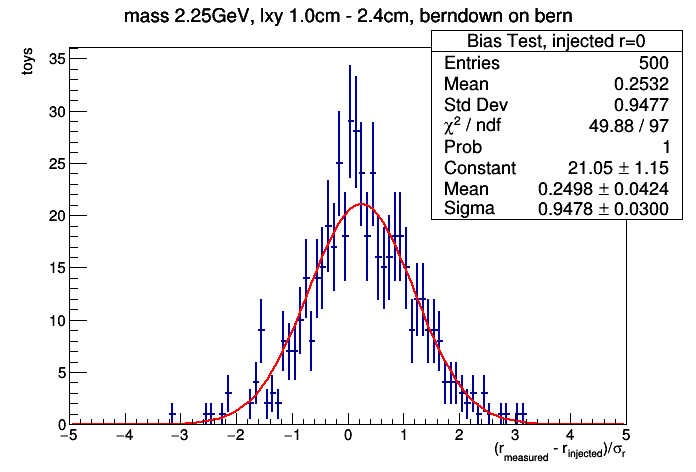 mass 2.25GeV, lxy 1.0cm - 2.4cm, berndown on bern
toys
Bias Test, injected r=0
Entries 500
Mean 0.2532
Std Dev 0.9477
χ² / ndf 49.88 / 97
Prob 1
Constant 21.05 ± 1.15
Mean 0.2498 ± 0.0424
Sigma 0.9478 ± 0.0300
35
30
25
20
15
10
5
0
−5 −4 −3 −2 −1 0 1 2 3 4 5
(r_measured - r_injected)/σ_r